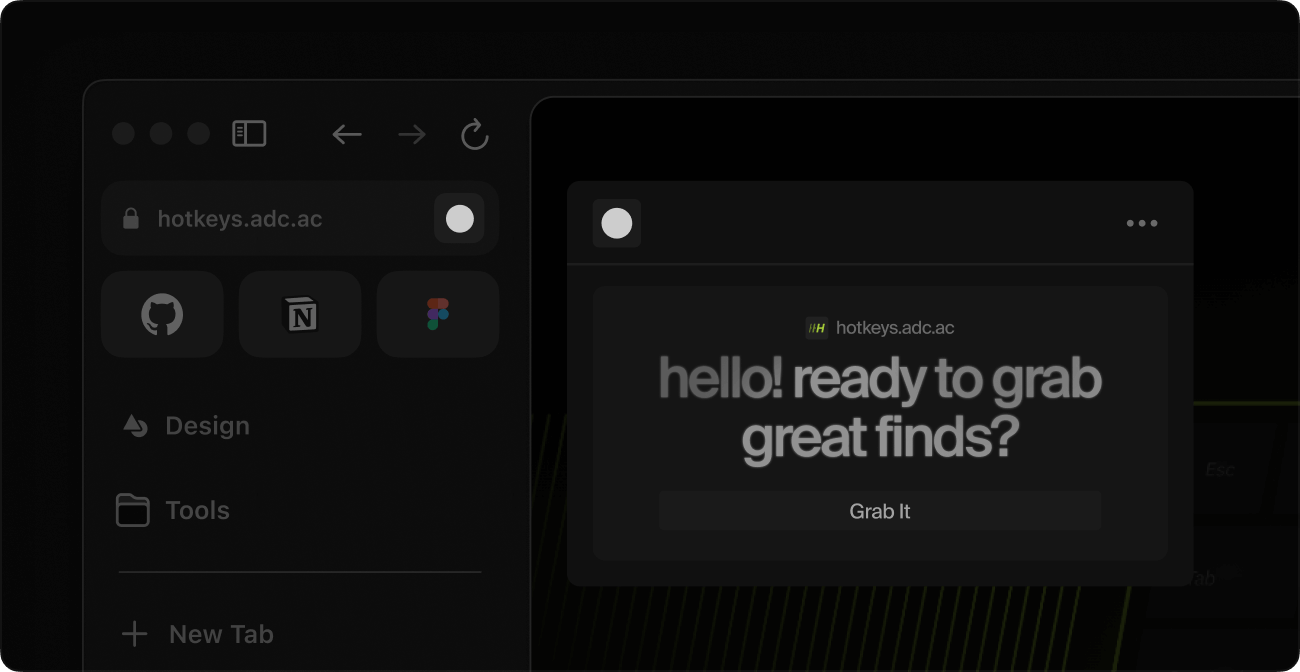 hotkeys.adc.ac
N
Design
Tools
New Tab
H hotkeys.adc.ac
hello! ready to grab
great finds?
Grab It
Esc
Tab